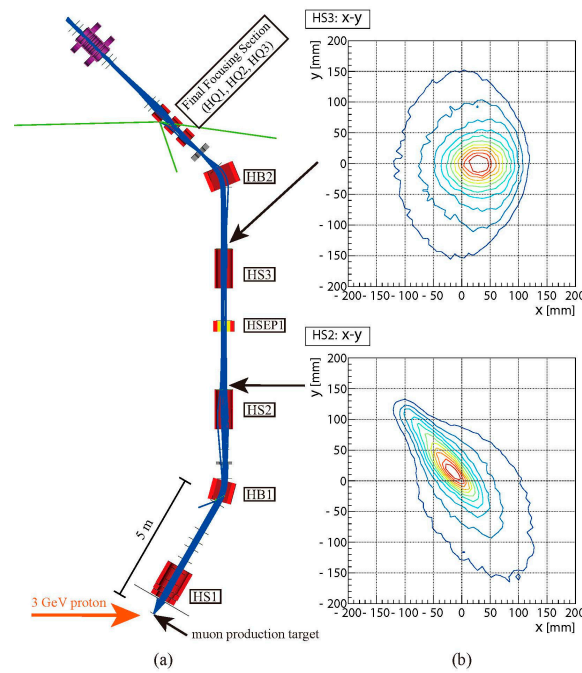 Final Focusing Section
(HQ1, HQ2, HQ3)
HB2
HS3
HSEP1
HS2
HB1
5 m
HS1
3 GeV proton
muon production target
(a)
HS3: x-y
y [mm]
200
150
100
50
0
- 50
- 100
- 150
- 200
- 200 - 150 - 100 - 50 0 50 100 150 200
x [mm]
HS2: x-y
y [mm]
200
150
100
50
0
- 50
- 100
- 150
- 200
- 200 - 150 - 100 - 50 0 50 100 150 200
x [mm]
(b)